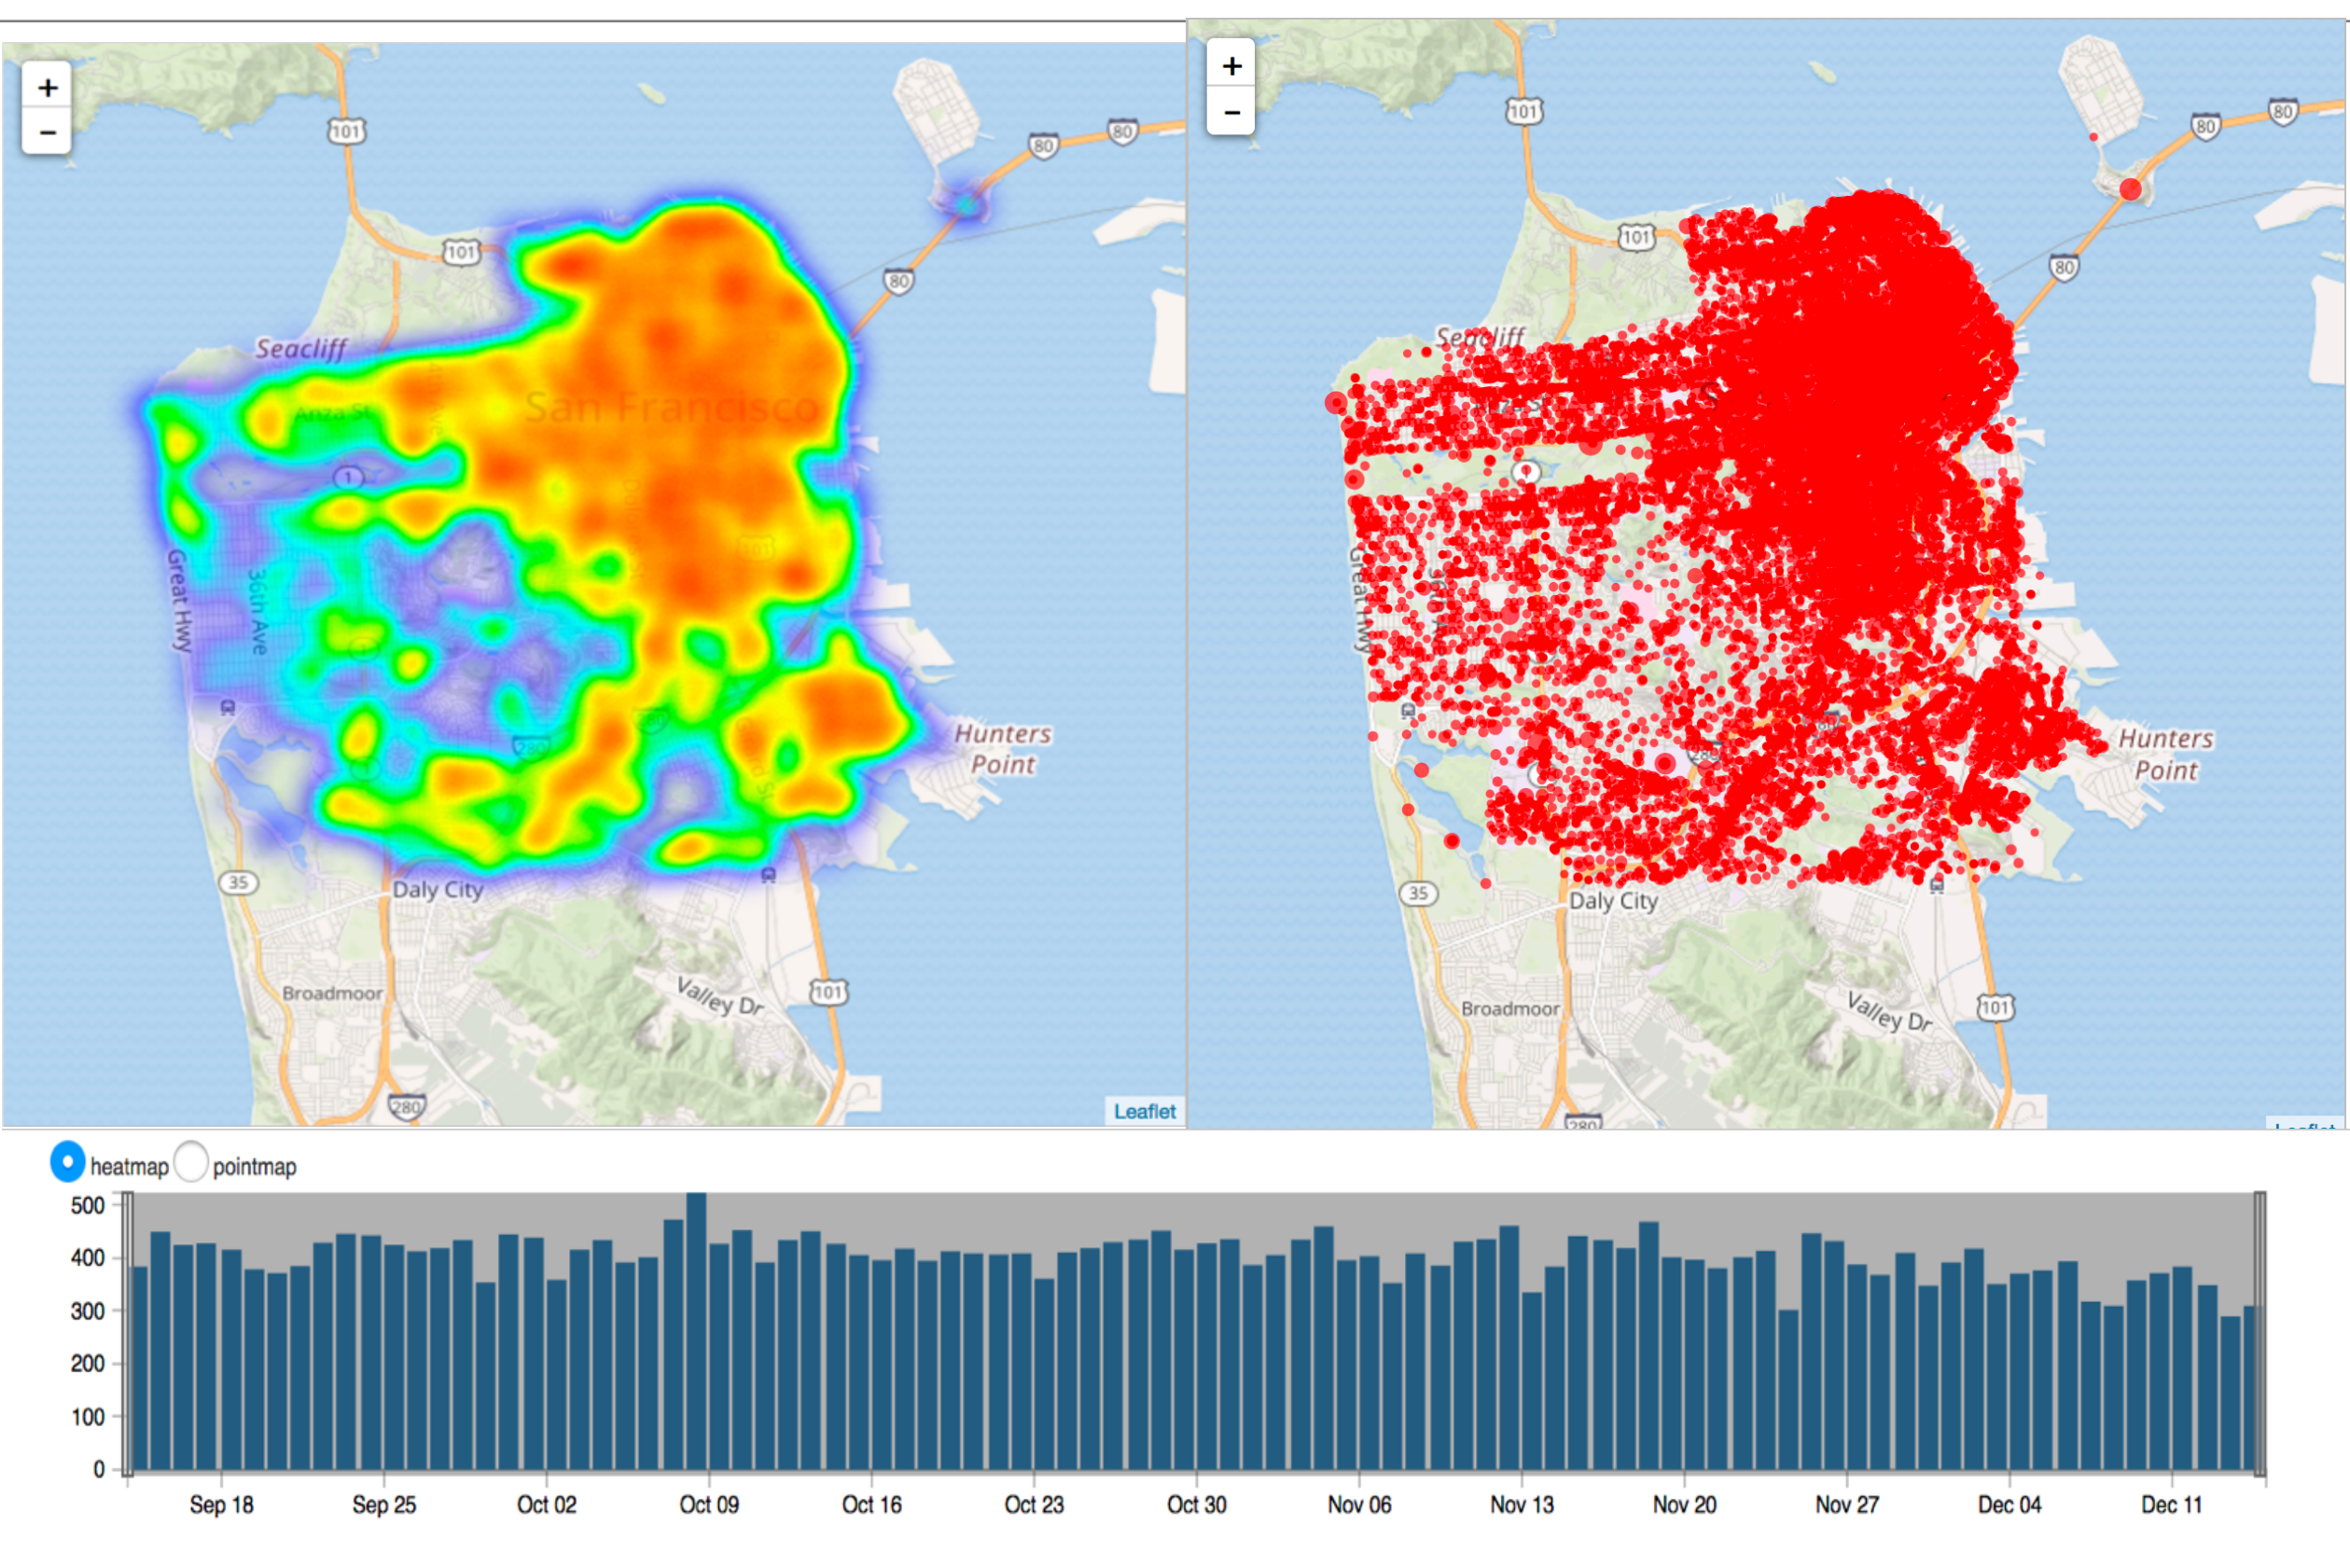 +
−
101
80
80
101
80
Seacliff
Anza St
San Francisco
1
101
Great Hwy
36th Ave
280
Hunters
Point
35
Daly City
Broadmoor
Valley Dr
101
280
Leaflet
+
−
101
80
80
101
80
Seacliff
Great Hwy
280
Hunters
Point
35
Daly City
Broadmoor
Valley Dr
101
280
Leaflet
heatmap
pointmap
500
400
300
200
100
0
Sep 18
Sep 25
Oct 02
Oct 09
Oct 16
Oct 23
Oct 30
Nov 06
Nov 13
Nov 20
Nov 27
Dec 04
Dec 11